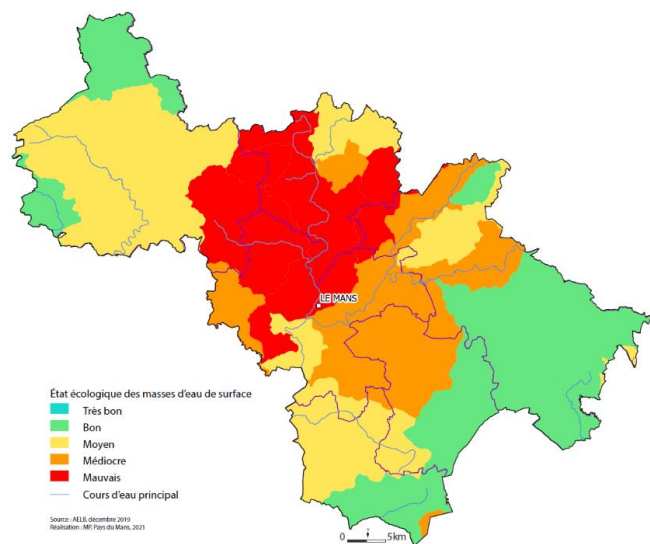 LE MANS
État écologique des masses d'eau de surface
Très bon
Bon
Moyen
Médiocre
Mauvais
Cours d'eau principal
Source : AELB, décembre 2019
Réalisation : MP, Pays du Mans, 2021
0 5km